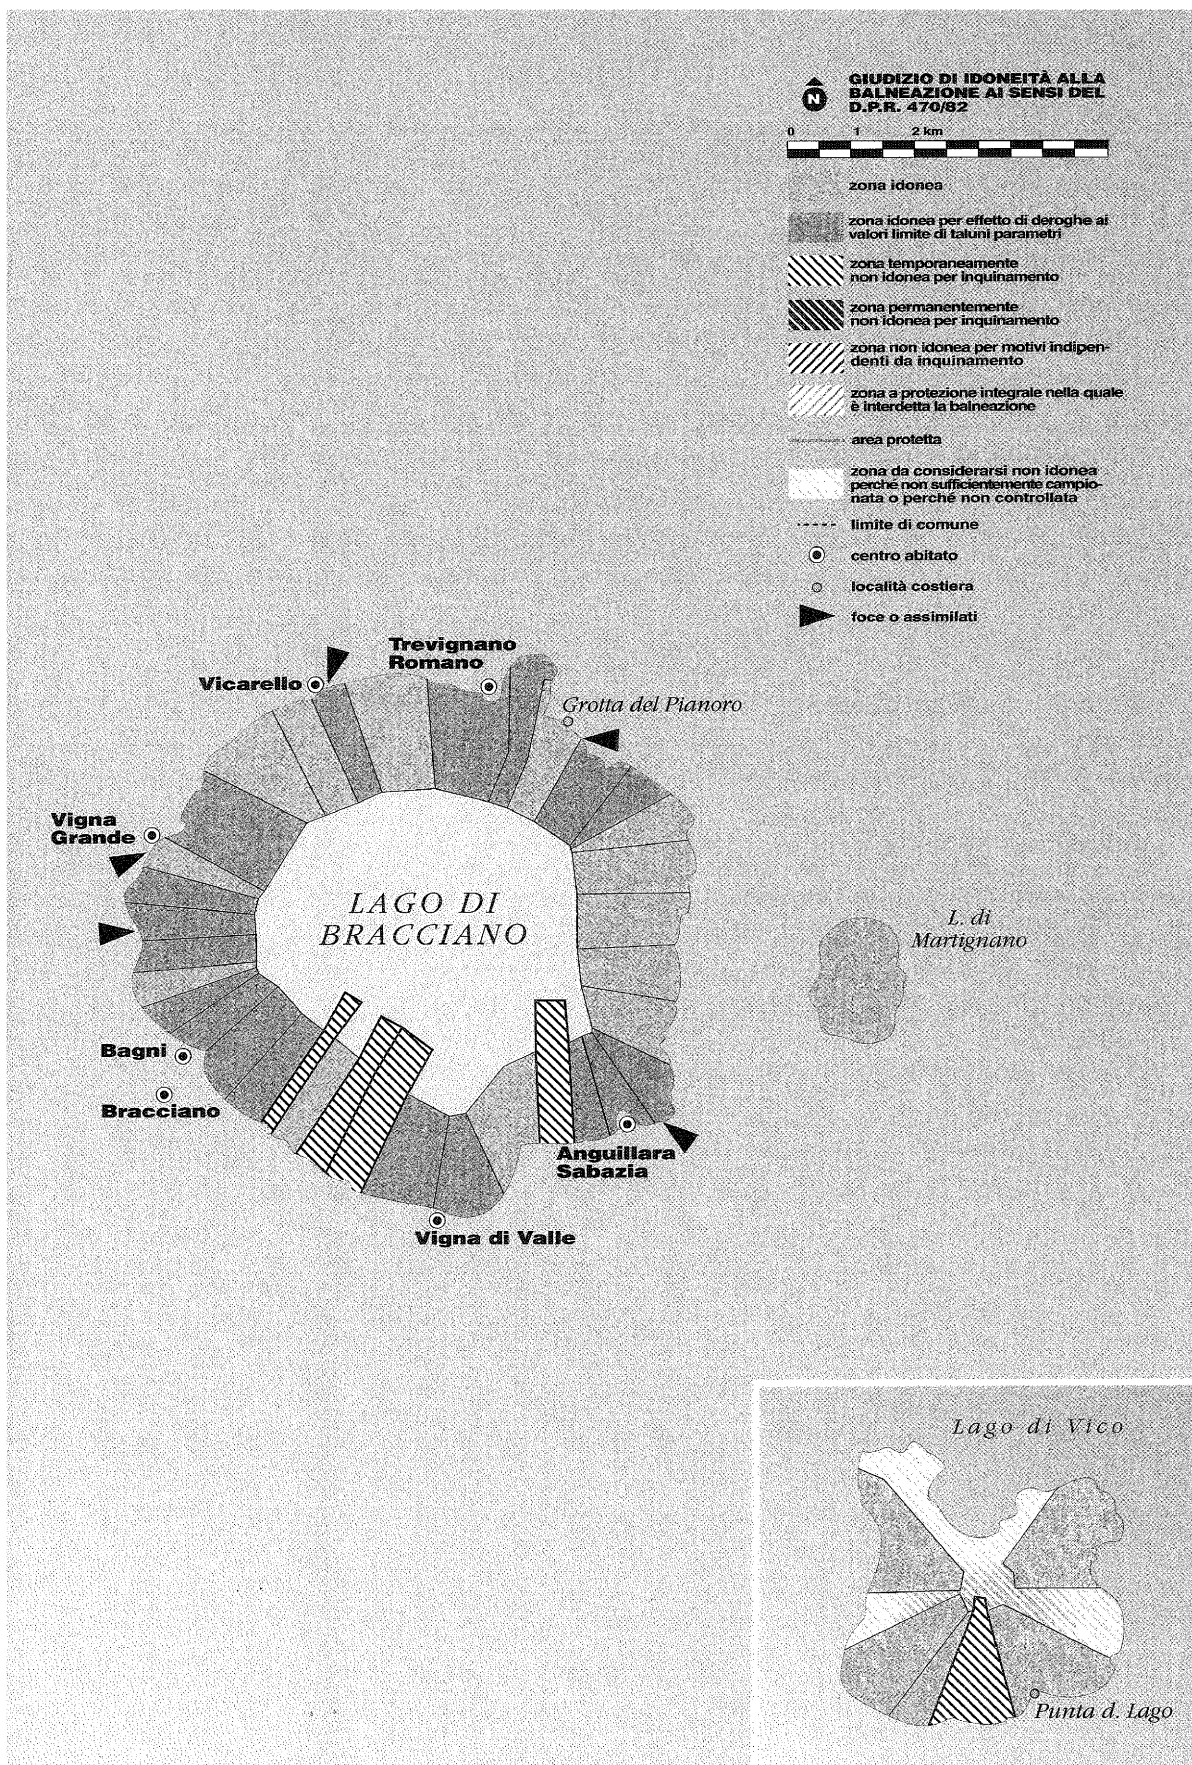 N
GIUDIZIO DI IDONEITÀ ALLA
BALNEAZIONE AI SENSI DEL
D.P.R. 470/82
0 1 2 km
zona idonea
zona idonea per effetto di deroghe ai
valori limite di taluni parametri
zona temporaneamente
non idonea per inquinamento
zona permanentemente
non idonea per inquinamento
zona non idonea per motivi indipen-
denti da inquinamento
zona a protezione integrale nella quale
è interdetta la balneazione
area protetta
zona da considerarsi non idonea
perché non sufficientemente campio-
nata o perché non controllata
limite di comune
centro abitato
località costiera
foce o assimilati
Trevignano
Romano
Vicarello
Grotta del Pianoro
Vigna
Grande
LAGO DI
BRACCIANO
L. di
Martignano
Bagni
Bracciano
Anguillara
Sabazia
Vigna di Valle
Lago di Vico
Punta d. Lago